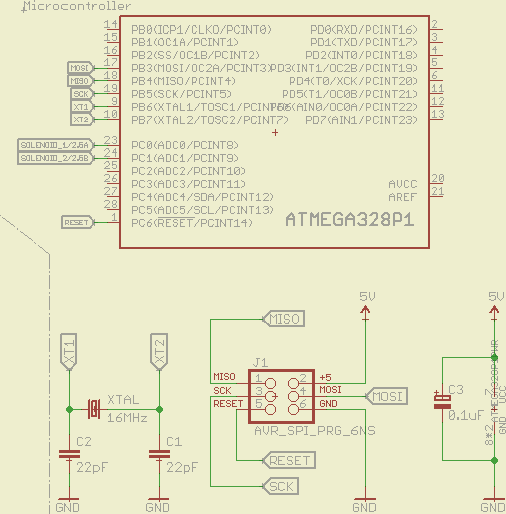 Microcontroller
14 PB0(ICP1/CLKO/PCINT0) PD0(RXD/PCINT16) 2
15 PB1(OC1A/PCINT1) PD1(TXD/PCINT17) 3
16 PB2(SS/OC1B/PCINT2) PD2(INT0/PCINT18) 4
MOSI 17 PB3(MOSI/OC2A/PCINT3) PD3(INT1/OC2B/PCINT19) 5
MISO 18 PB4(MISO/PCINT4) PD4(T0/XCK/PCINT20) 6
SCK 19 PB5(SCK/PCINT5) PD5(T1/OC0B/PCINT21) 11
XT1 9 PB6(XTAL1/TOSC1/PCINT6) PD6(AIN0/OC0A/PCINT22) 12
XT2 10 PB7(XTAL2/TOSC2/PCINT7) PD7(AIN1/PCINT23) 13
SOLENOID_1/2.5A 23 PC0(ADC0/PCINT8)
SOLENOID_2/2.5B 24 PC1(ADC1/PCINT9)
25 PC2(ADC2/PCINT10)
26 PC3(ADC3/PCINT11) AVCC 20
27 PC4(ADC4/SDA/PCINT12) AREF 21
28 PC5(ADC5/SCL/PCINT13)
RESET 1 PC6(RESET/PCINT14) ATMEGA328P1
5V 5V
MISO
XT1 XT2
J1
MISO 1 2 +5
SCK 3 4 MOSI MOSI
RESET 5 6 GND
AVR_SPI_PRG_6NS
XTAL
16MHz
C3
0.1uF
ATMEGA328P1PWR
7
VCC
GND
8*2
C2 C1
22pF 22pF
RESET
SCK
GND GND GND GND